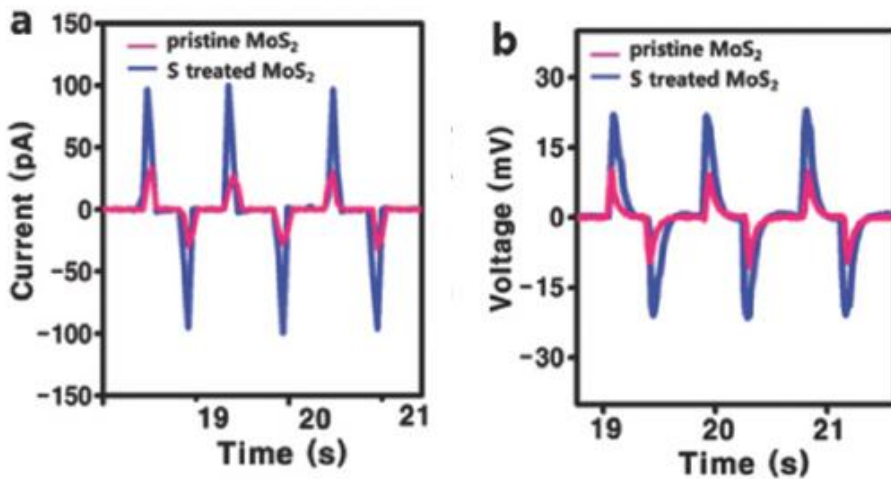 a
pristine MoS₂
S treated MoS₂
150
100
50
0
−50
−100
−150
Current (pA)
19
20
21
Time (s)
b
pristine MoS₂
S treated MoS₂
30
15
0
−15
−30
Voltage (mV)
19
20
21
Time (s)